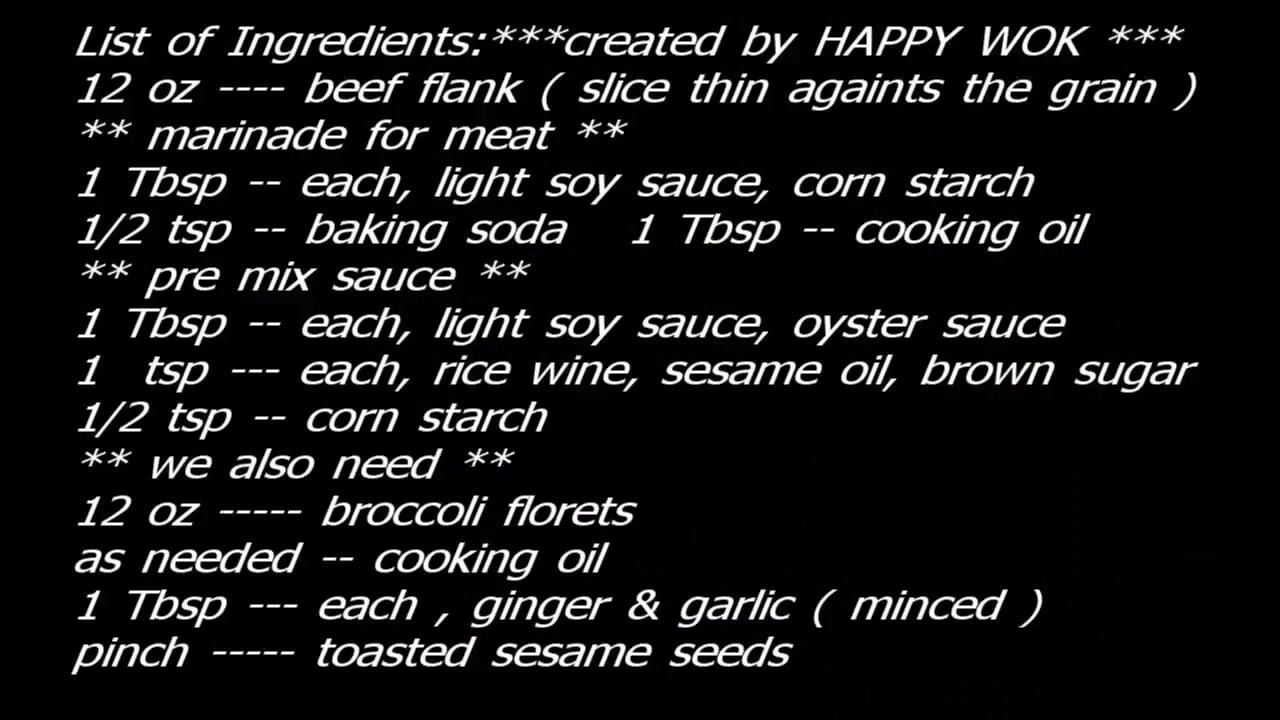 List of Ingredients:***created by HAPPY WOK ***
12 oz ---- beef flank ( slice thin againts the grain )
** marinade for meat **
1 Tbsp -- each, light soy sauce, corn starch
1/2 tsp -- baking soda 1 Tbsp -- cooking oil
** pre mix sauce **
1 Tbsp -- each, light soy sauce, oyster sauce
1 tsp --- each, rice wine, sesame oil, brown sugar
1/2 tsp -- corn starch
** we also need **
12 oz ----- broccoli florets
as needed -- cooking oil
1 Tbsp --- each , ginger & garlic ( minced )
pinch ----- toasted sesame seeds